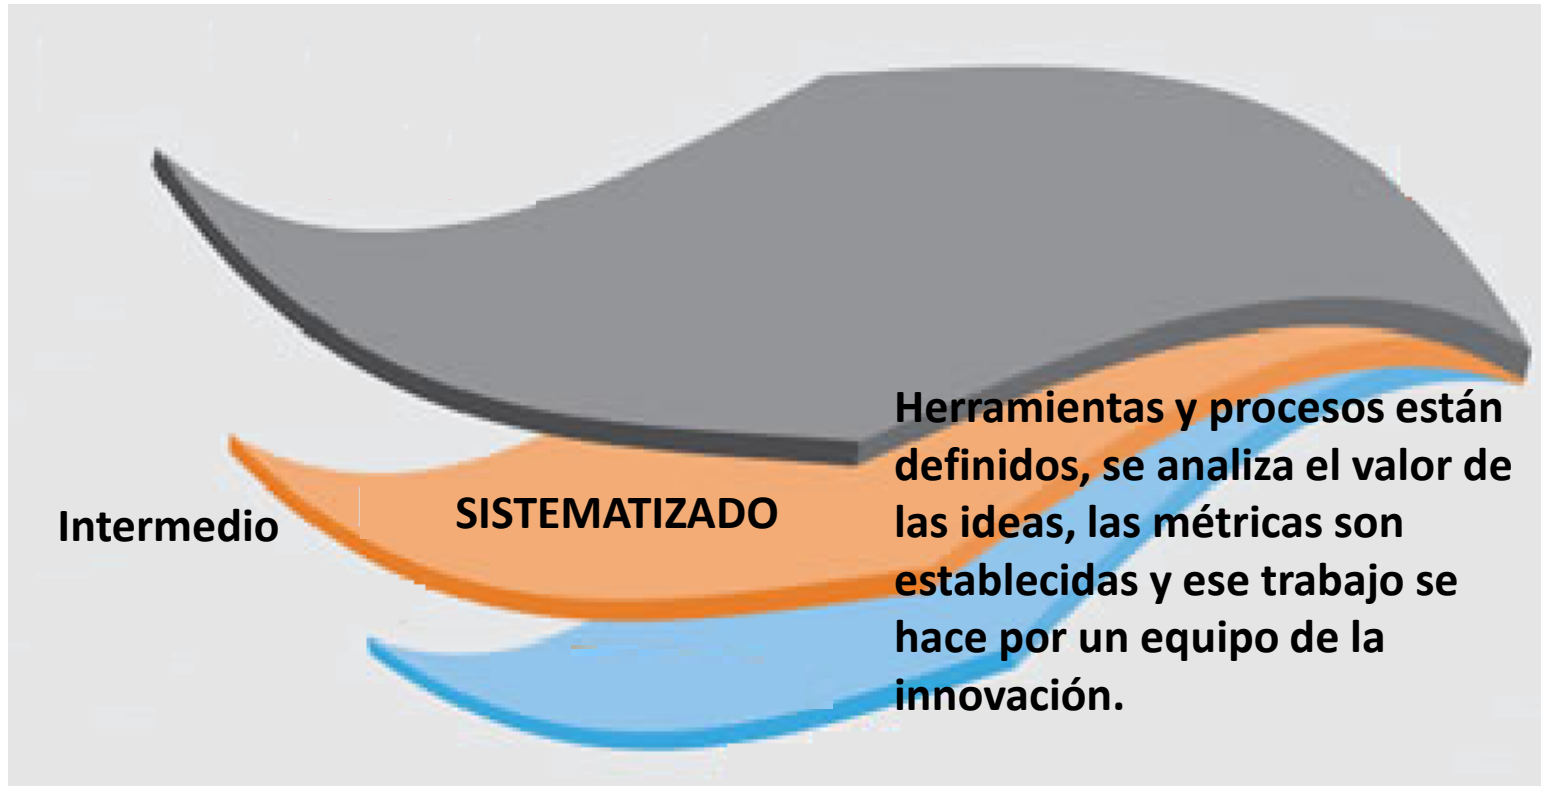 Intermedio
SISTEMATIZADO
Herramientas y procesos están
definidos, se analiza el valor de
las ideas, las métricas son
establecidas y ese trabajo se
hace por un equipo de la
innovación.